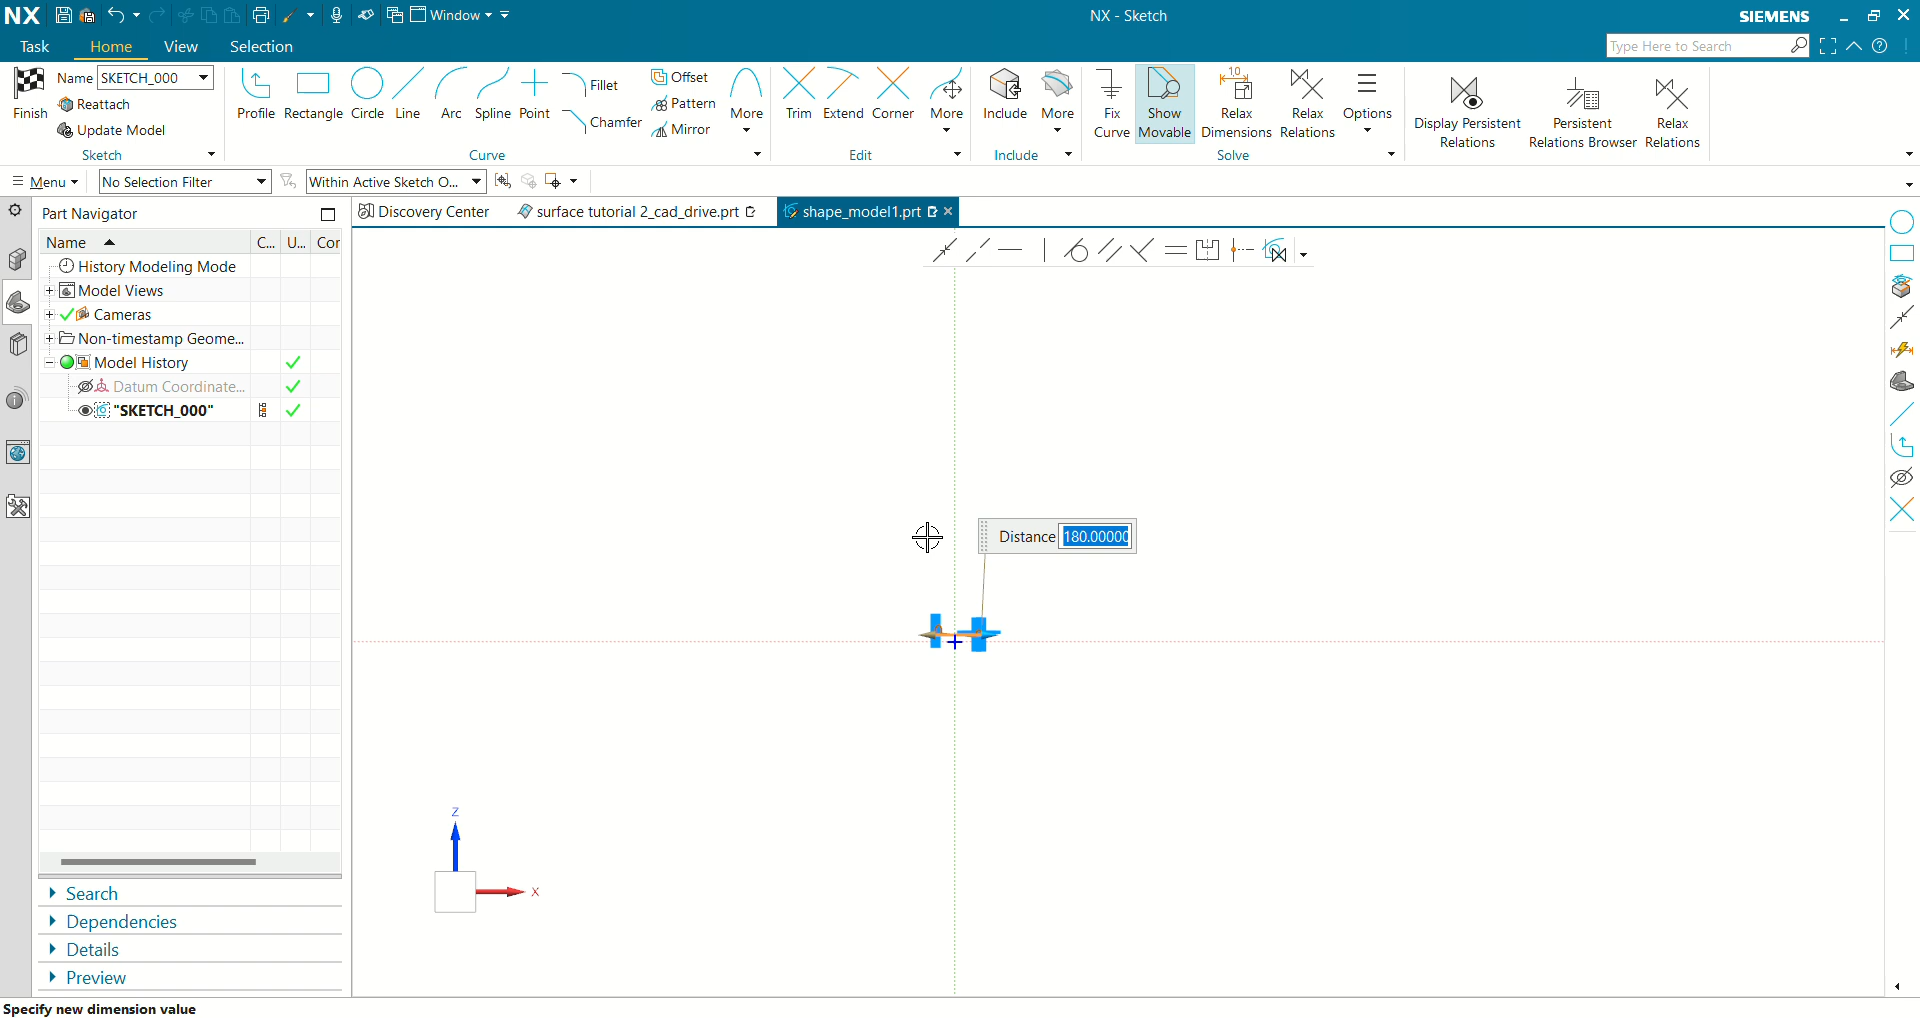 NX Window NX - Sketch SIEMENS
Task Home View Selection Type Here to Search
Name SKETCH_000
Reattach
Update Model
Finish
Sketch
Profile Rectangle Circle Line Arc Spline Point
Fillet
Chamfer
Offset
Pattern
Mirror
More
Curve
Trim Extend Corner More
Edit
Include More
Include
Fix Curve
Show Movable
Relax Dimensions
1,0
Relax Relations
Options
Solve
Display Persistent Relations
Persistent Relations Browser
Relax Relations
Menu No Selection Filter Within Active Sketch O...
Part Navigator
Discovery Center surface tutorial 2_cad_drive.prt shape_model1.prt
Name C... U... Cor
History Modeling Mode
Model Views
Cameras
Non-timestamp Geome...
Model History
Datum Coordinate...
"SKETCH_000"
Distance 180.00000
Z
X
Search
Dependencies
Details
Preview
Specify new dimension value